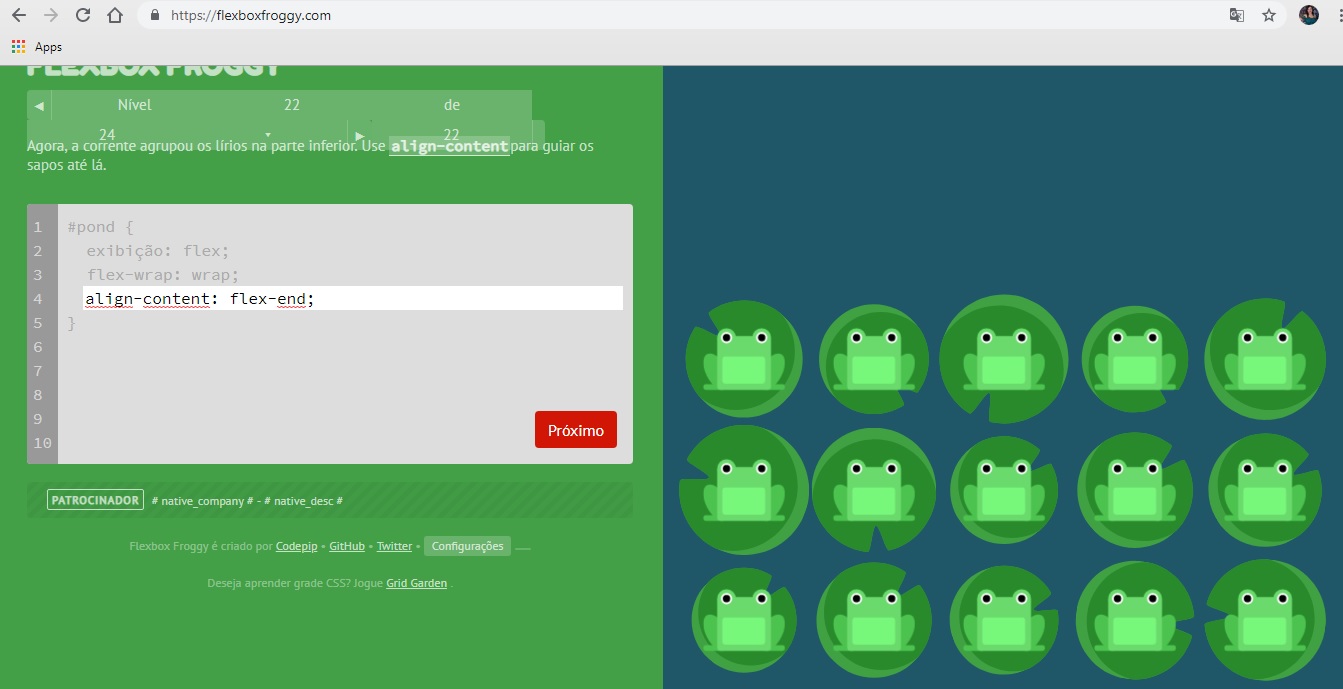 https://flexboxfroggy.com
Apps
FLEXBOX FROGGY
◀ Nível 22 de
24 ▶ 22
Agora, a corrente agrupou os lírios na parte inferior. Use align-content para guiar os
sapos até lá.
1 #pond {
2 exibição: flex;
3 flex-wrap: wrap;
4 align-content: flex-end;
5 }
6
7
8
9
10
Próximo
PATROCINADOR # native_company # - # native_desc #
Flexbox Froggy é criado por Codepip • GitHub • Twitter • Configurações
Deseja aprender grade CSS? Jogue Grid Garden .